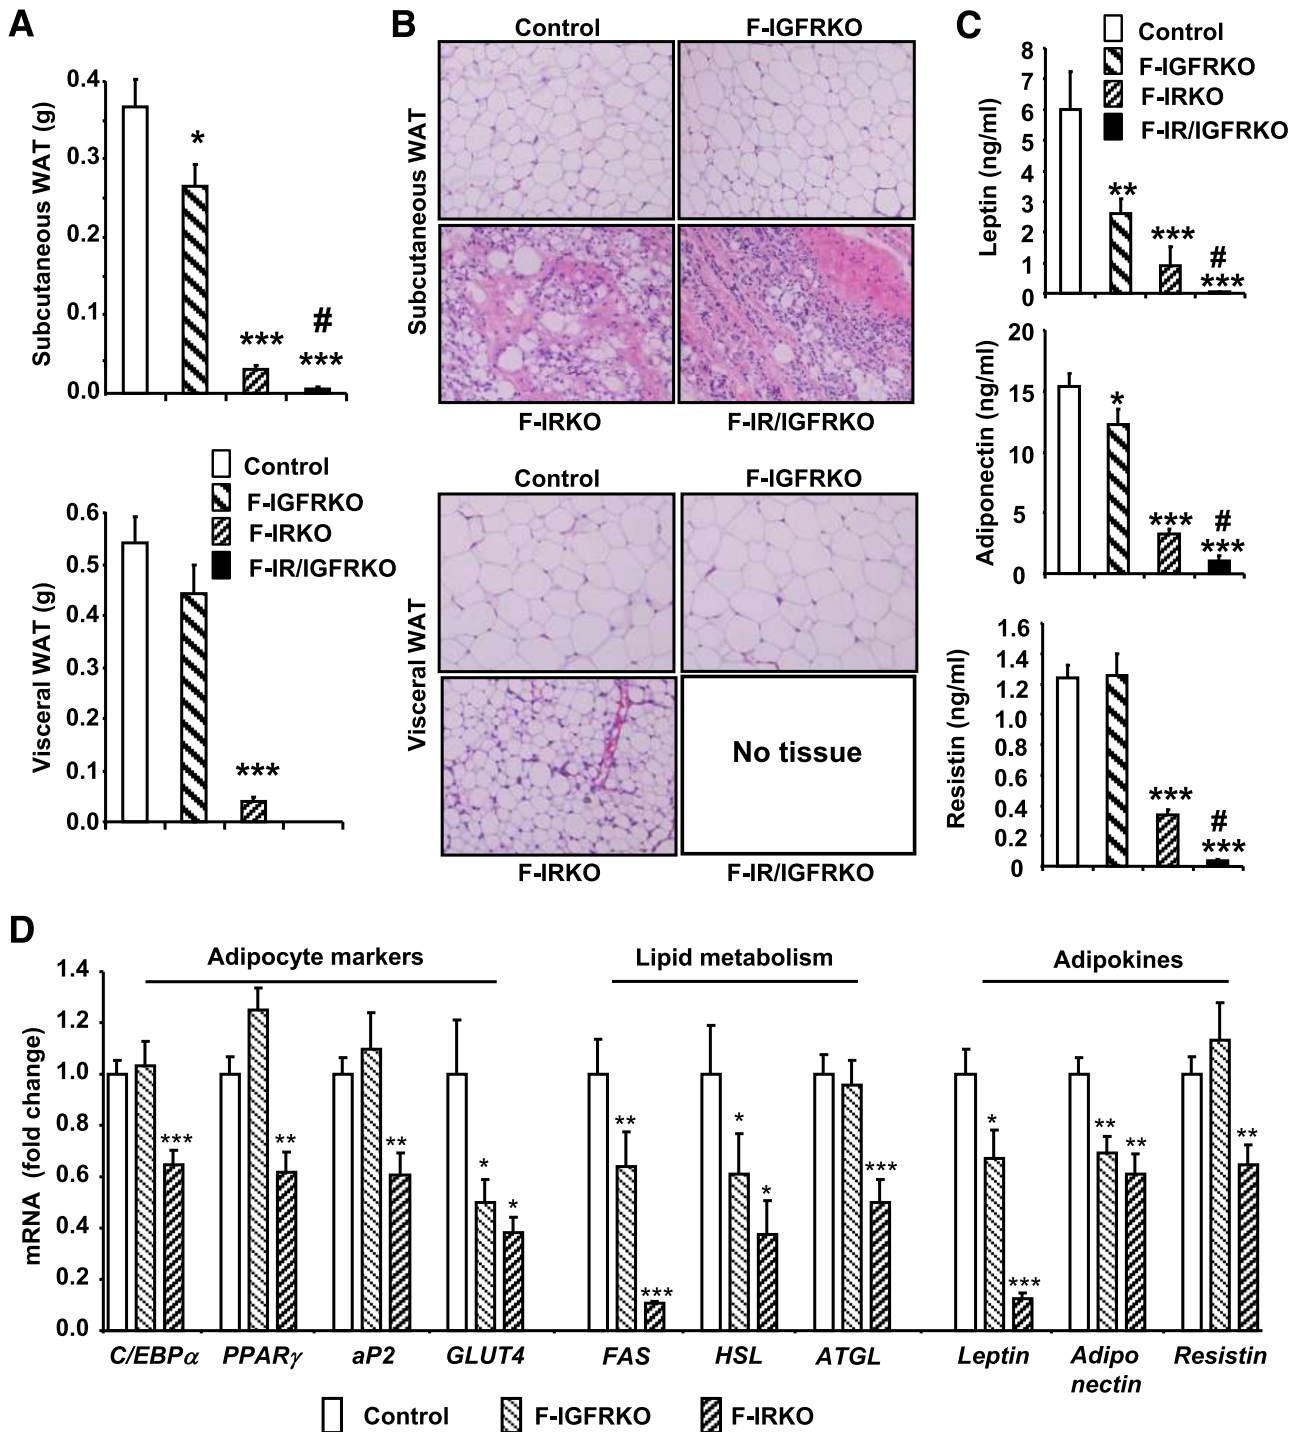 A
Subcutaneous WAT (g)
0.4
0.3
0.2
0.1
0.0
*
***
#
***
Visceral WAT (g)
0.6
0.5
0.4
0.3
0.2
0.1
0.0
***
Control
F-IGFRKO
F-IRKO
F-IR/IGFRKO
B
Control
F-IGFRKO
Subcutaneous WAT
F-IRKO
F-IR/IGFRKO
Control
F-IGFRKO
Visceral WAT
No tissue
F-IRKO
F-IR/IGFRKO
C
Control
F-IGFRKO
F-IRKO
F-IR/IGFRKO
Leptin (ng/ml)
8
7
6
5
4
3
2
1
0
**
***
#
***
Adiponectin (ng/ml)
20
15
10
5
0
*
***
#
***
Resistin (ng/ml)
1.6
1.4
1.2
1.0
0.8
0.6
0.4
0.2
0
***
#
***
D
Adipocyte markers
Lipid metabolism
Adipokines
mRNA (fold change)
1.4
1.2
1.0
0.8
0.6
0.4
0.2
0.0
***
**
**
*
*
**
***
*
*
***
*
***
**
**
**
C/EBPα
PPARγ
aP2
GLUT4
FAS
HSL
ATGL
Leptin
Adipo
nectin
Resistin
Control
F-IGFRKO
F-IRKO